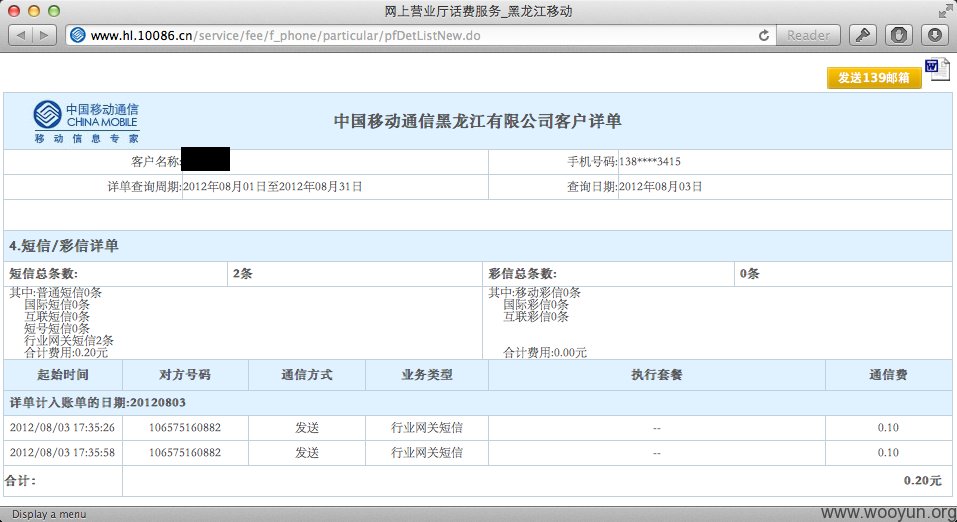 网上营业厅话费服务_黑龙江移动
www.hl.10086.cn/service/fee/f_phone/particular/pfDetListNew.do
Reader
发送139邮箱
W
中国移动通信
CHINA MOBILE
移 动 信 息 专 家
中国移动通信黑龙江有限公司客户详单
客户名称: 手机号码: 138****3415
详单查询周期: 2012年08月01日至2012年08月31日 查询日期: 2012年08月03日
4.短信/彩信详单
短信总条数: 2条 彩信总条数: 0条
其中:普通短信0条 其中:移动彩信0条
国际短信0条 国际彩信0条
互联短信0条 互联彩信0条
短号短信0条
行业网关短信2条
合计费用:0.20元 合计费用:0.00元
起始时间 对方号码 通信方式 业务类型 执行套餐 通信费
详单计入账单的日期:20120803
2012/08/03 17:35:26 106575160882 发送 行业网关短信 -- 0.10
2012/08/03 17:35:58 106575160882 发送 行业网关短信 -- 0.10
合计: 0.20元
Display a menu
www.wooyun.org